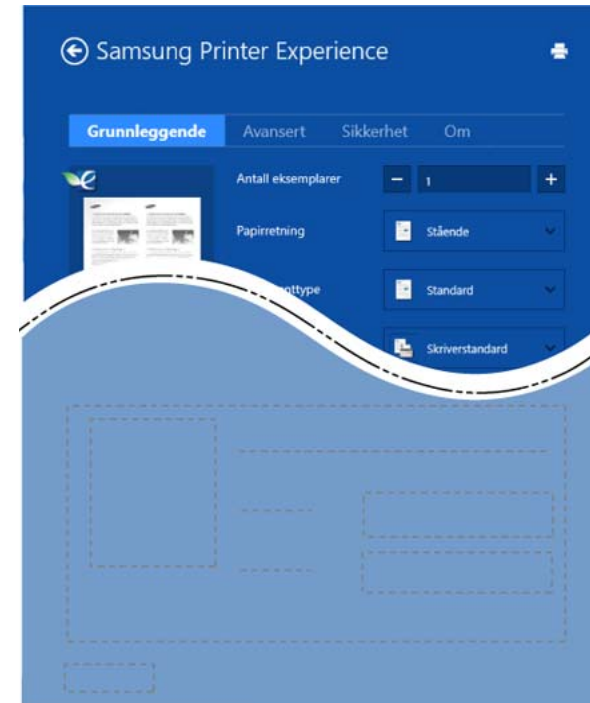 Samsung Printer Experience
Grunnleggende Avansert Sikkerhet Om
Antall eksemplarer 1
Papirretning Stående
Standard
Skriverstandard